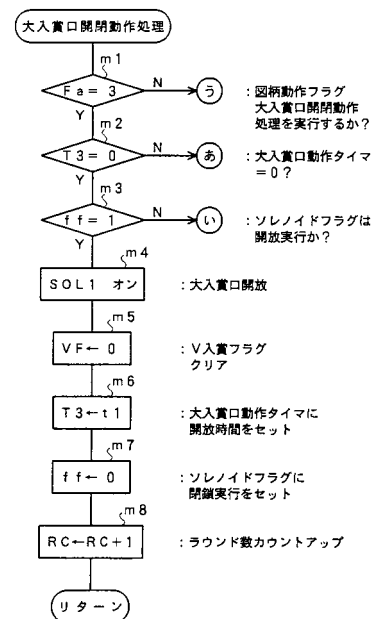 大入賞口開閉動作処理
m1
Fa=3
N
う
:図柄動作フラグ
大入賞口開閉動作
処理を実行するか?
Y
m2
T3=0
N
あ
:大入賞口動作タイマ
=0?
Y
m3
ff=1
N
い
:ソレノイドフラグは
開放実行か?
Y
m4
SOL1 オン
:大入賞口開放
m5
VF←0
:V入賞フラグ
クリア
m6
T3←t1
:大入賞口動作タイマに
開放時間をセット
m7
ff←0
:ソレノイドフラグに
閉鎖実行をセット
m8
RC←RC+1
:ラウンド数カウントアップ
リターン